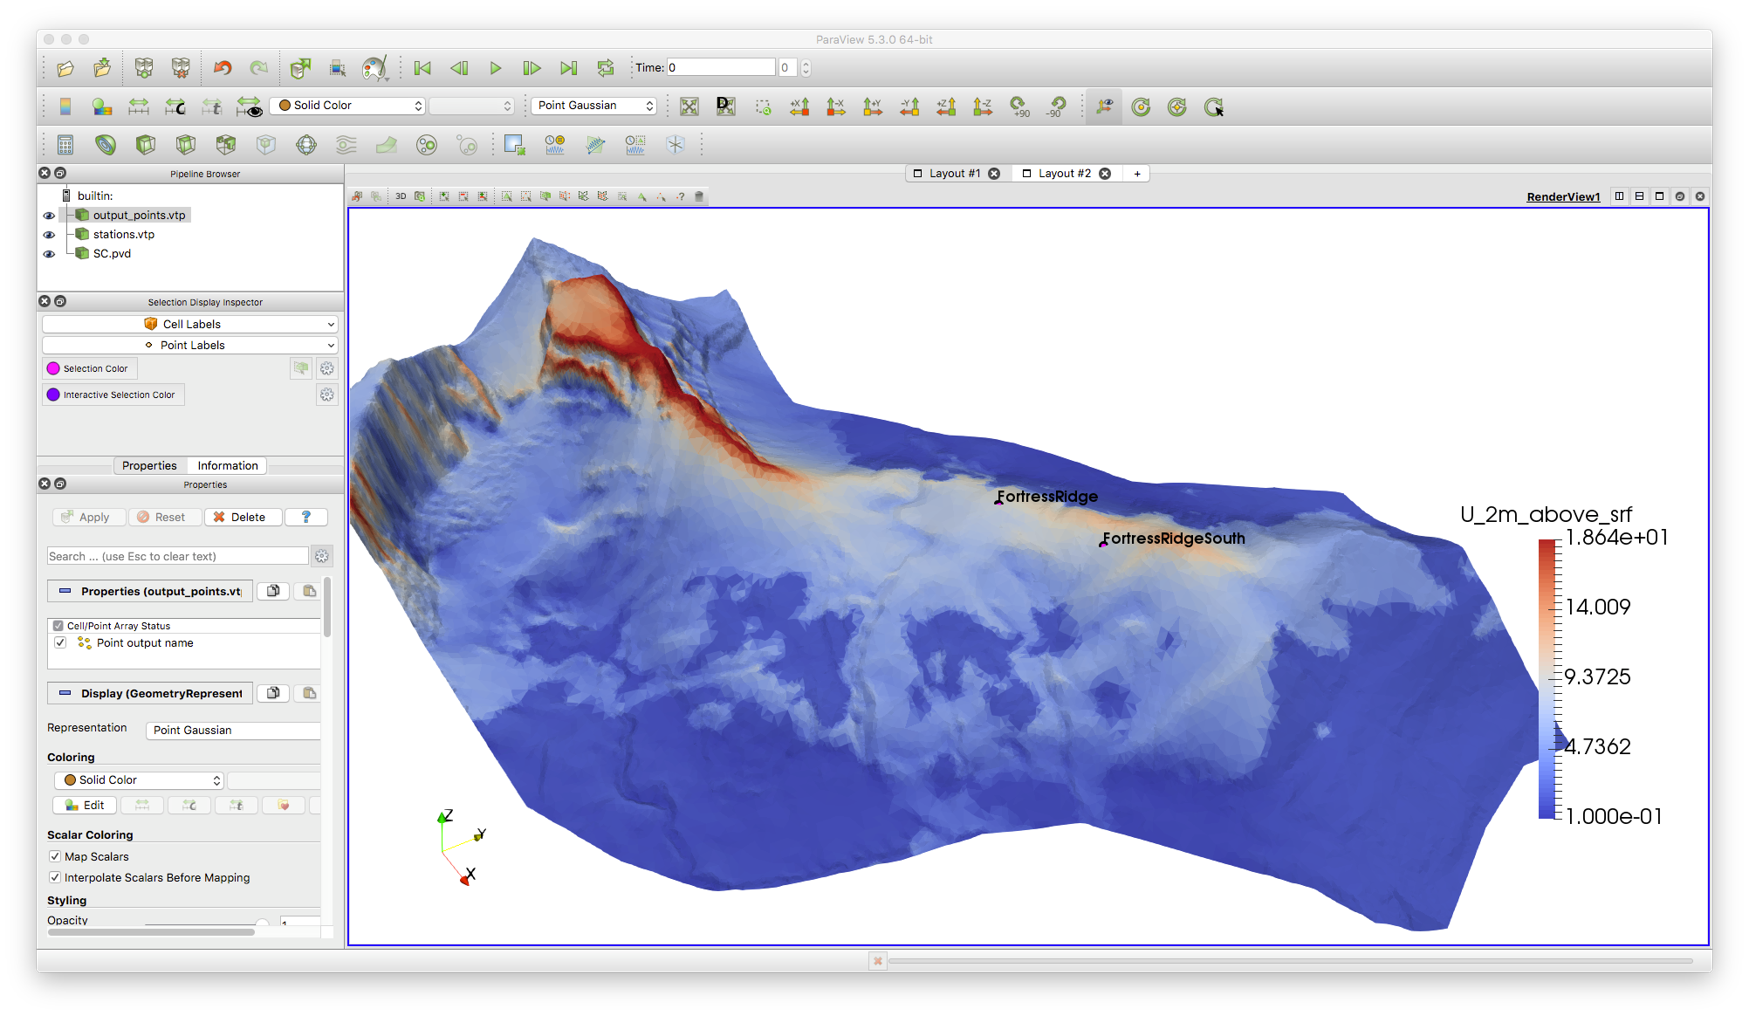 ParaView 5.3.0 64-bit
Time: 0 0
Solid Color Point Gaussian
D +X -X +Y -Y +Z -Z +90 -90
Pipeline Browser
Layout #1 Layout #2 +
builtin:
3D ? RenderView1
output_points.vtp
stations.vtp
SC.pvd
Selection Display Inspector
Cell Labels
Point Labels
Selection Color
Interactive Selection Color
Properties Information
Properties
Apply Reset Delete ?
Search ... (use Esc to clear text)
Properties (output_points.vt
Cell/Point Array Status
Point output name
Display (GeometryRepresent
Representation Point Gaussian
Coloring
Solid Color
Edit
Scalar Coloring
Map Scalars
Interpolate Scalars Before Mapping
Styling
Opacity
FortressRidge
FortressRidgeSouth
U_2m_above_srf
1.864e+01
14.009
9.3725
4.7362
1.000e-01
Z
Y
X